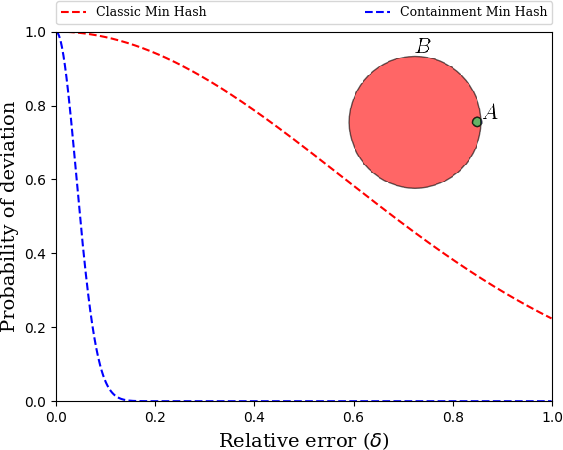 Classic Min Hash Containment Min Hash
B
A
Probability of deviation
1.0
0.8
0.6
0.4
0.2
0.0
0.0 0.2 0.4 0.6 0.8 1.0
Relative error (δ)